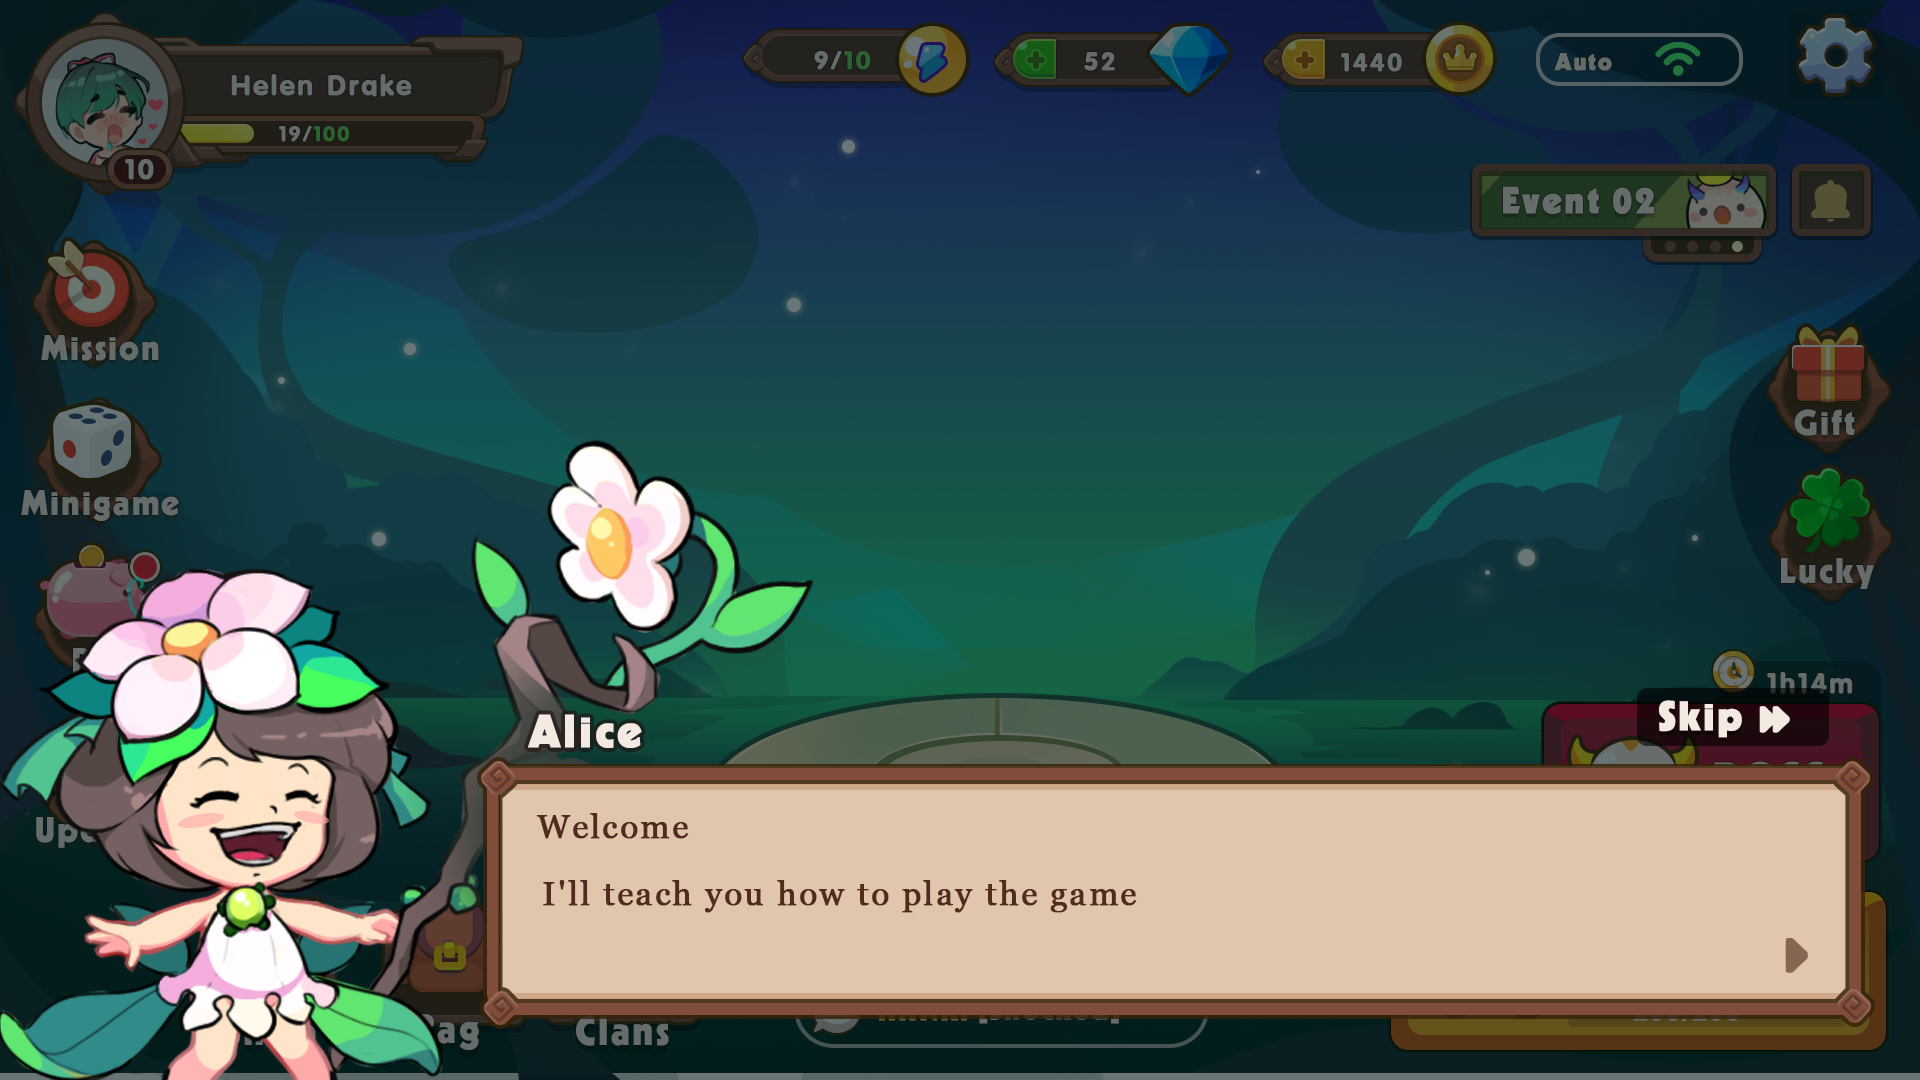 Helen Drake
19/100
10
9/10
52
1440
Auto
Event 02
Mission
Minigame
Gift
Lucky
1h14m
Skip
Alice
Welcome
I'll teach you how to play the game
Clans